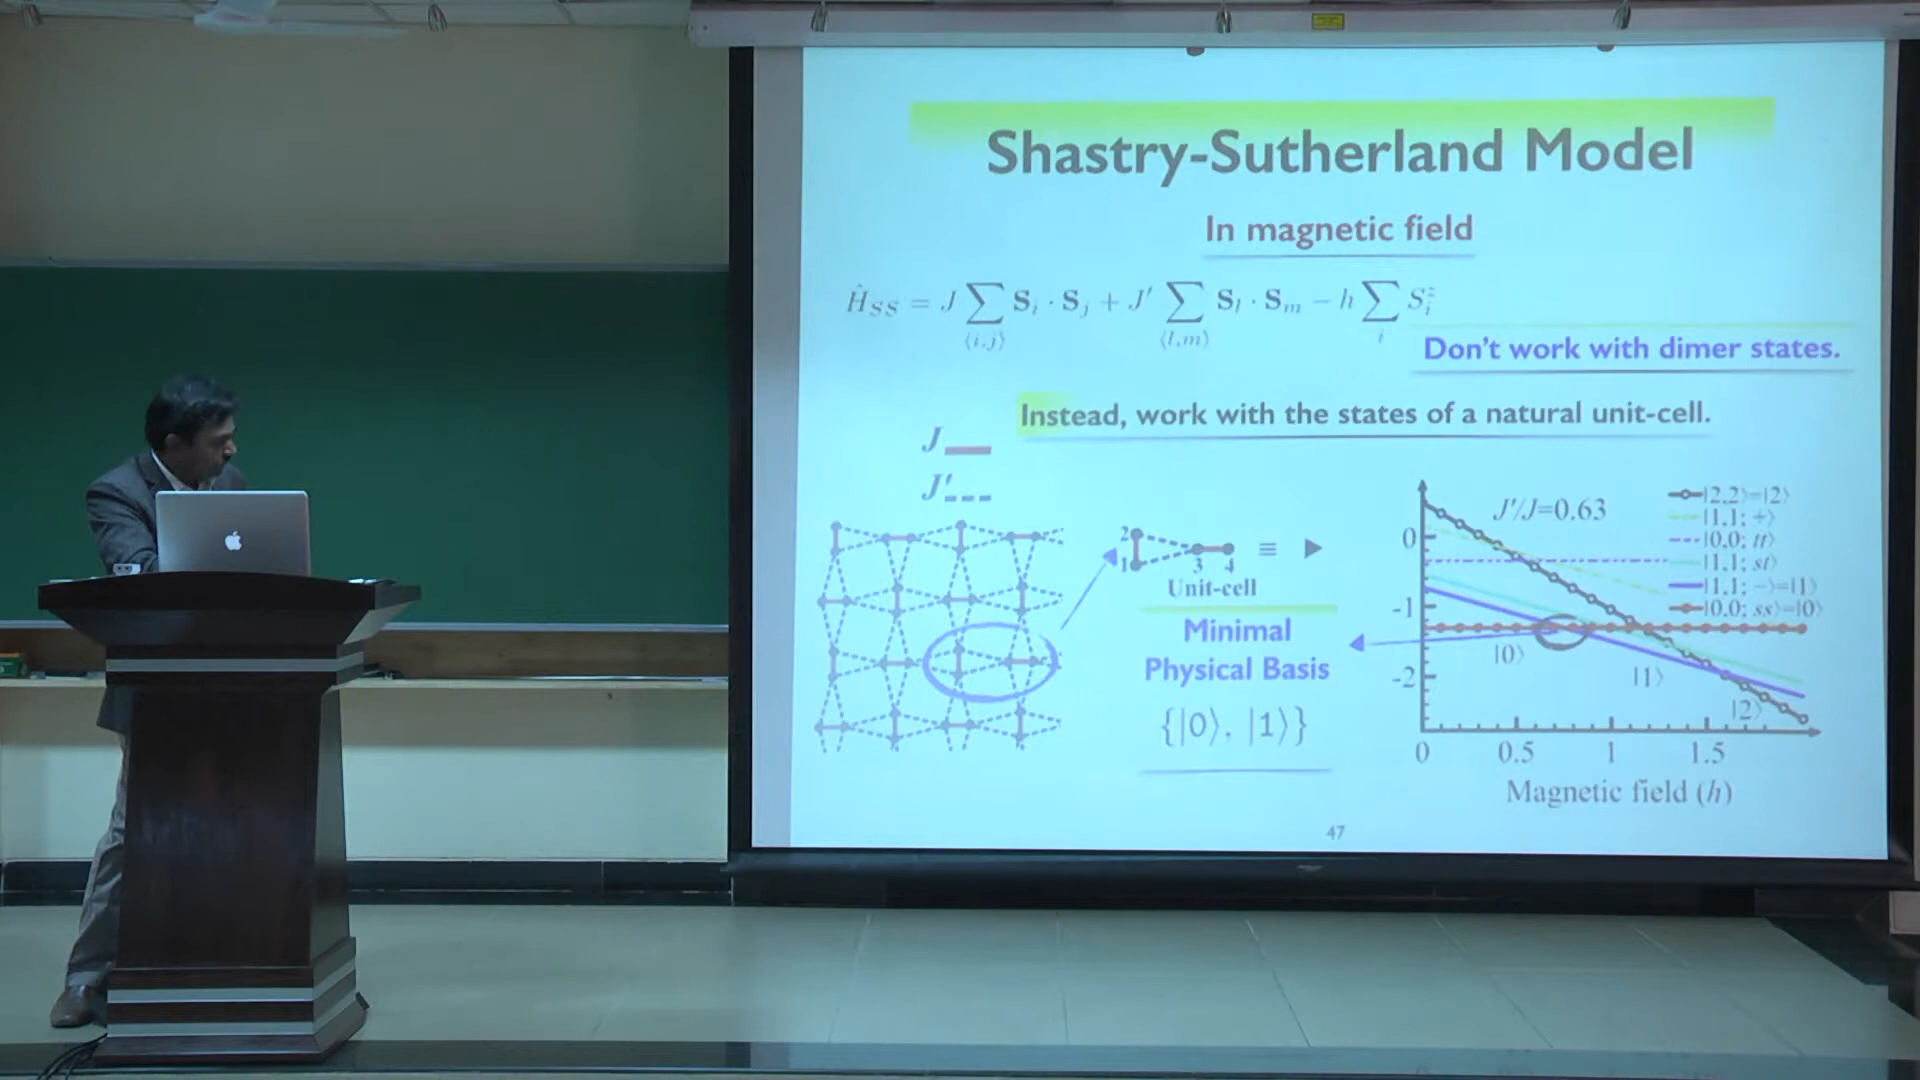 Shastry-Sutherland Model
In magnetic field
Ĥ_SS = J ∑_⟨i,j⟩ S_i · S_j + J′ ∑_⟨l,m⟩ S_l · S_m − h ∑_i S_i^z
Don't work with dimer states.
Instead, work with the states of a natural unit-cell.
J
J′
2
1
3 4
≡
Unit-cell
Minimal
Physical Basis
{|0⟩, |1⟩}
J′/J=0.63
|2,2⟩=|2⟩
|1,1; +⟩
|0,0; tt⟩
|1,1; st⟩
|1,1; −⟩=|1⟩
|0,0; ss⟩=|0⟩
0
-1
-2
|0⟩
|1⟩
|2⟩
0 0.5 1 1.5
Magnetic field (h)
47